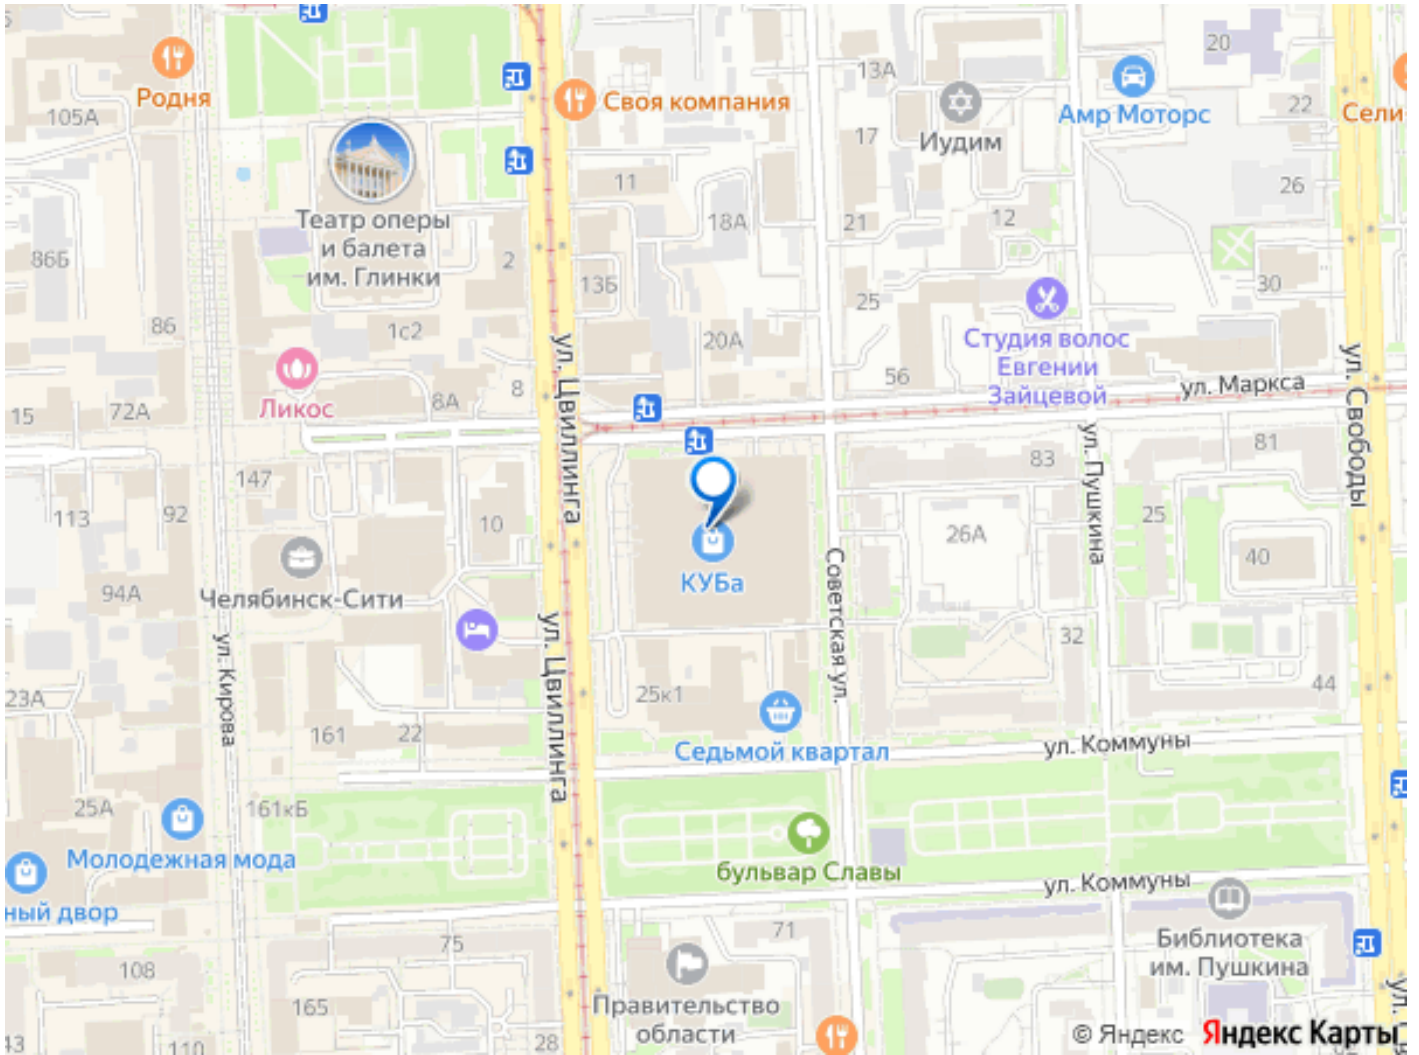 20
13А
Родня
Своя компания
Амр Моторс
22
105А
17
Иудим
11
26
Театр оперы
и балета
им. Глинки
18А
21
12
86Б
2
13Б
25
30
86
1с2
20А
Студия волос
Евгении
Зайцевой
ул. Цвиллинга
56
ул. Маркса
ул. Свободы
8
8А
Ликос
72А
15
81
83
ул. Пушкина
147
113
92
10
26А
25
40
КУБа
Советская ул.
94А
Челябинск-Сити
ул. Цвиллинга
ул. Кирова
32
23А
25к1
44
161
22
Седьмой квартал
ул. Коммуны
25А
161кБ
Молодежная мода
бульвар Славы
ул. Коммуны
ный двор
71
75
Библиотека
им. Пушкина
108
165
Правительство
области
28
110
© Яндекс Яндекс Карты